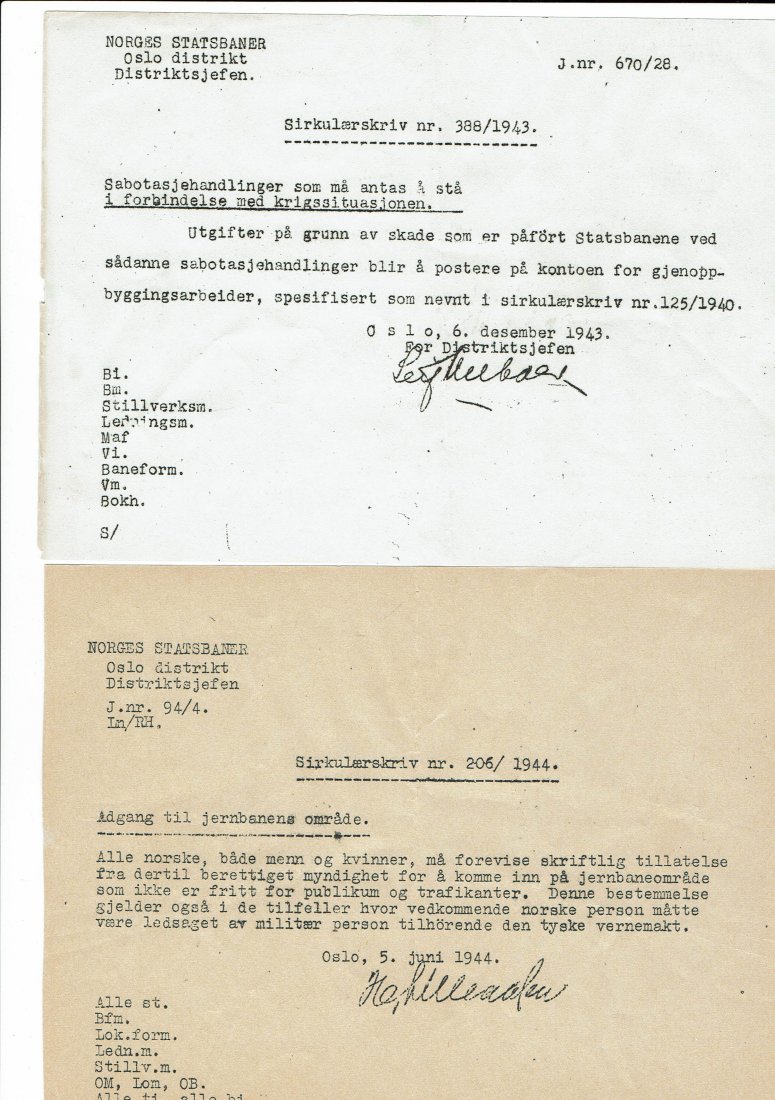 NORGES STATSBANER
Oslo distrikt
Distriktsjefen.
J.nr. 670/28.
Sirkulærskriv nr. 388/1943.
Sabotasjehandlinger som må antas å stå
i forbindelse med krigssituasjonen.
Utgifter på grunn av skade som er påført Statsbanene ved
sådanne sabotasjehandlinger blir å postere på kontoen for gjenopp-
byggingsarbeider, spesifisert som nevnt i sirkulærskriv nr.125/1940.
O s l o, 6. desember 1943.
For Distriktsjefen
Bi.
Bm.
Stillverksm.
Ledningsm.
Maf
Vi.
Baneform.
Vm.
Bokh.
S/
NORGES STATSBANER
Oslo distrikt
Distriktsjefen
J.nr. 94/4.
Ln/RH.
Sirkulærskriv nr. 206/ 1944.
Adgang til jernbanens område.
Alle norske, både menn og kvinner, må forevise skriftlig tillatelse
fra dertil berettiget myndighet for å komme inn på jernbaneområde
som ikke er fritt for publikum og trafikanter. Denne bestemmelse
gjelder også i de tilfeller hvor vedkommende norske person måtte
være ledsaget av militær person tilhörende den tyske vernemakt.
Oslo, 5. juni 1944.
Alle st.
Bfm.
Lok.form.
Ledn.m.
Stillv.m.
OM, Lom, OB.
Alle ti, alle bi